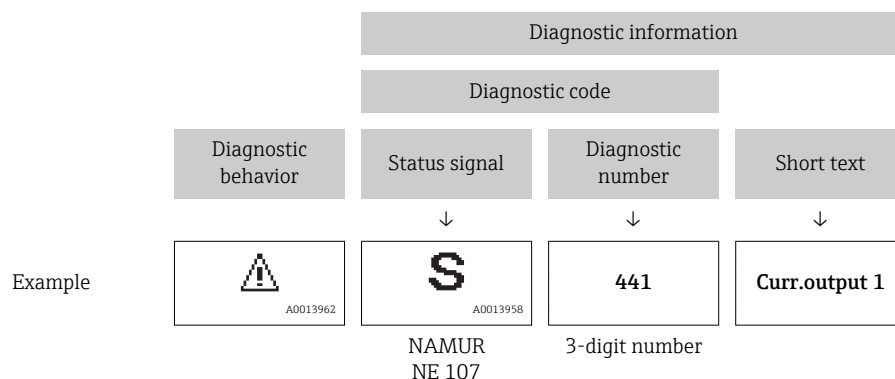 Diagnostic information
Diagnostic code
Diagnostic behavior
Status signal
Diagnostic number
Short text
↓ ↓ ↓
Example
⚠
A0013962
S
A0013958
441
Curr.output 1
NAMUR
NE 107
3-digit number